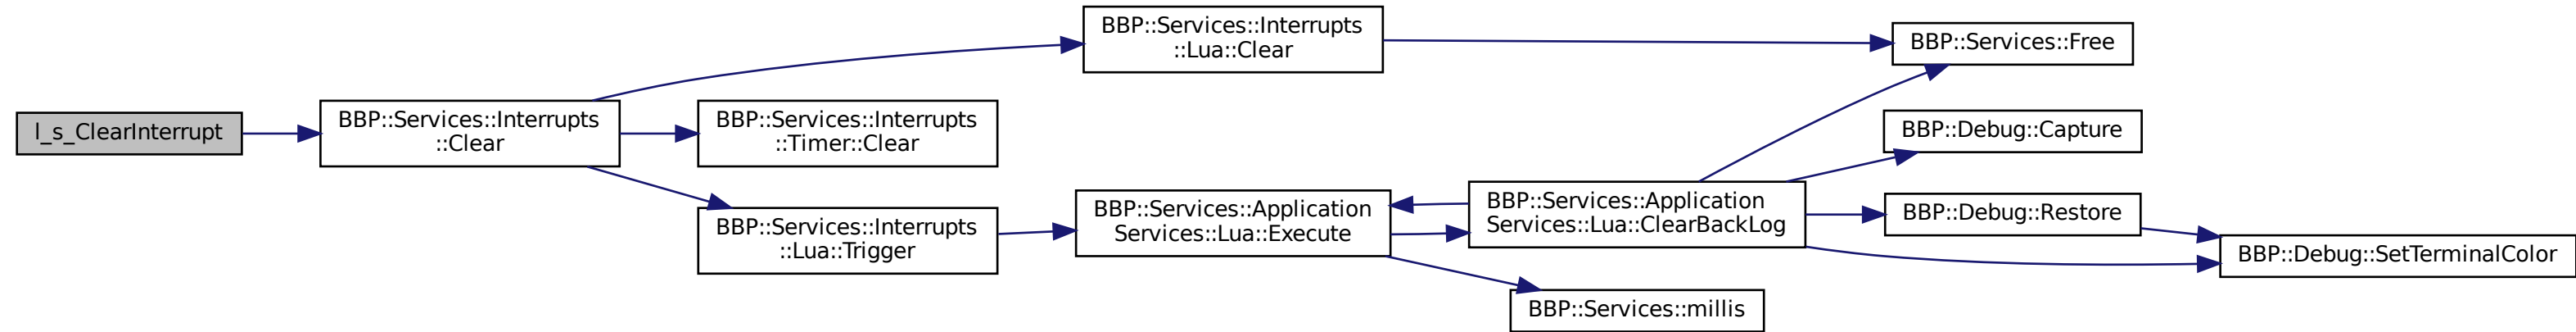 l_s_ClearInterrupt
BBP::Services::Interrupts
::Clear
BBP::Services::Interrupts
::Lua::Clear
BBP::Services::Free
BBP::Services::Interrupts
::Timer::Clear
BBP::Services::Interrupts
::Lua::Trigger
BBP::Services::Application
Services::Lua::Execute
BBP::Services::Application
Services::Lua::ClearBackLog
BBP::Debug::Capture
BBP::Debug::Restore
BBP::Debug::SetTerminalColor
BBP::Services::millis